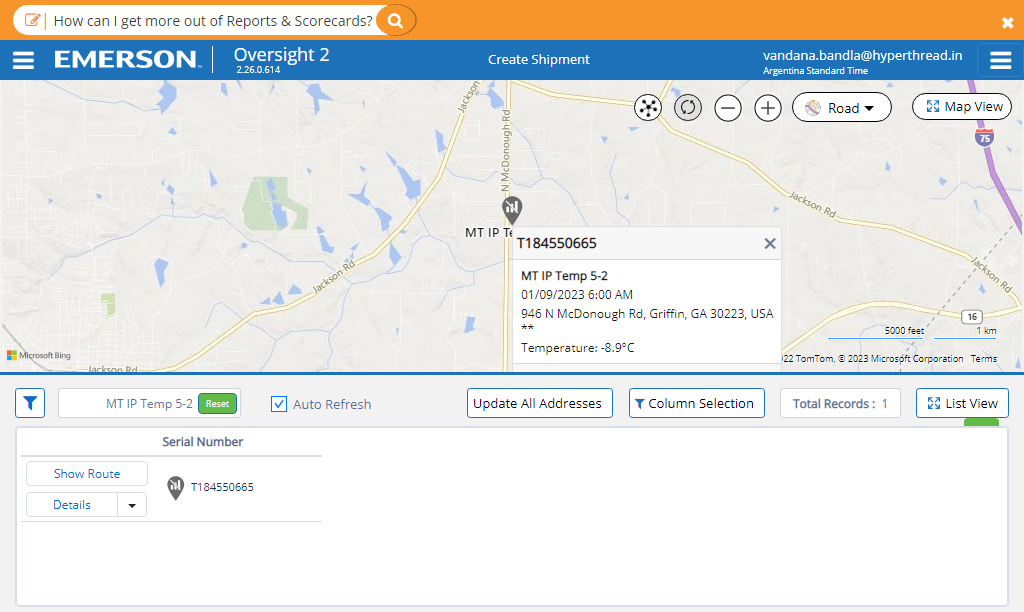 How can I get more out of Reports & Scorecards?
EMERSON
Oversight 2
2.26.0.614
Create Shipment
vandana.bandla@hyperthread.in
Argentina Standard Time
Jackson
N McDonough Rd
Road
Map View
75
Jackson Rd
MT IP Te
T184550665
MT IP Temp 5-2
01/09/2023 6:00 AM
946 N McDonough Rd, Griffin, GA 30223, USA
**
Temperature: -8.9°C
Jackson Rd
Jackson Rd
16
5000 feet
1 km
Microsoft Bing
22 TomTom, © 2023 Microsoft Corporation Terms
Jackson Rd
MT IP Temp 5-2
Reset
Auto Refresh
Update All Addresses
Column Selection
Total Records : 1
List View
Serial Number
Show Route
T184550665
Details